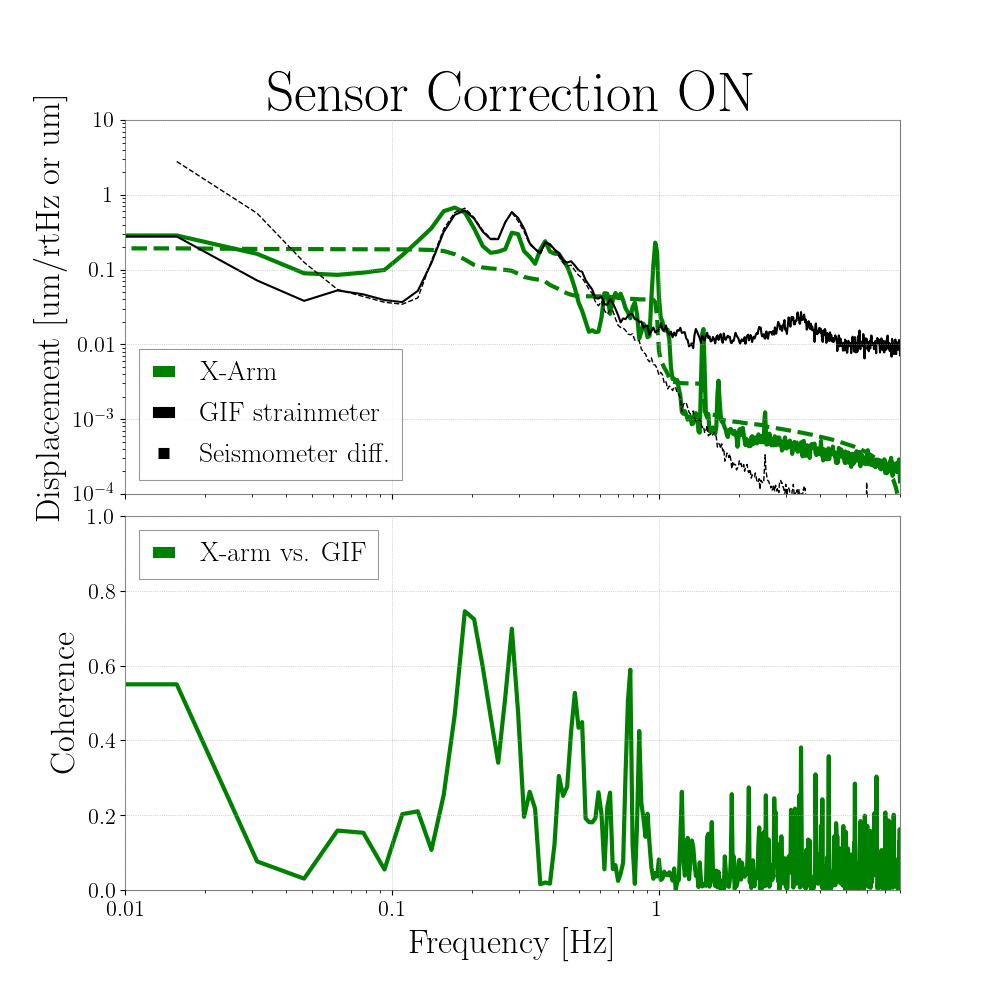 Sensor Correction ON
Displacement [um/rtHz or um]
10
1
0.1
0.01
10⁻³
10⁻⁴
X-Arm
GIF strainmeter
Seismometer diff.
Coherence
1.0
0.8
0.6
0.4
0.2
0.0
X-arm vs. GIF
0.01
0.1
1
Frequency [Hz]